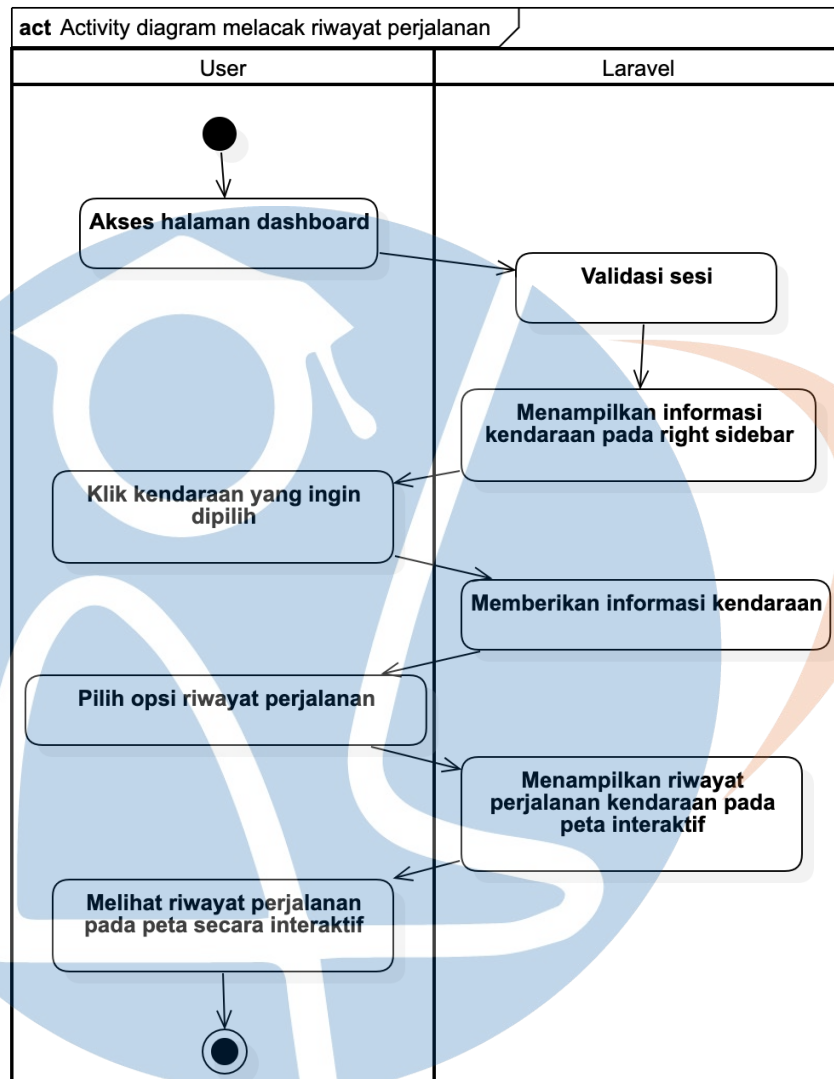 act Activity diagram melacak riwayat perjalanan
User
Laravel
Akses halaman dashboard
Validasi sesi
Menampilkan informasi
kendaraan pada right sidebar
Klik kendaraan yang ingin
dipilih
Memberikan informasi kendaraan
Pilih opsi riwayat perjalanan
Menampilkan riwayat
perjalanan kendaraan pada
peta interaktif
Melihat riwayat perjalanan
pada peta secara interaktif